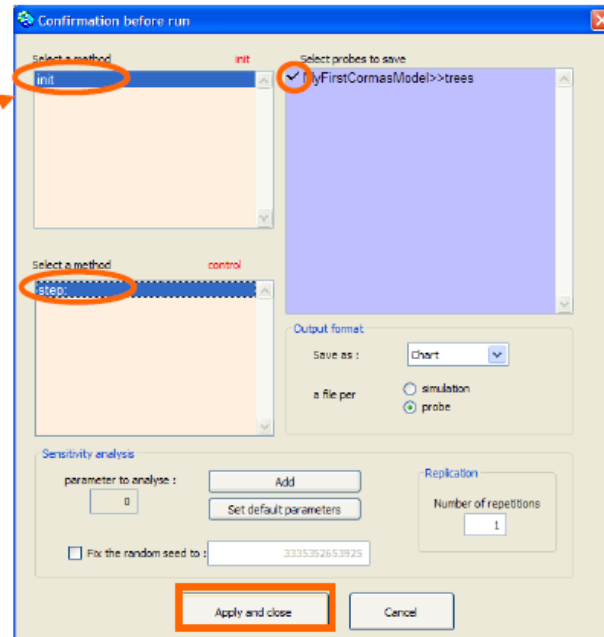 Confirmation before run
Select a method
init
init
Select probes to save
MyFirstCormasModel>>trees
Select a method
control
step:
Output format
Save as :
Chart
a file per
simulation
probe
Sensitivity analysis
parameter to analyse :
0
Add
Set default parameters
Fix the random seed to :
3335352653925
Replication
Number of repetitions
1
Apply and close
Cancel